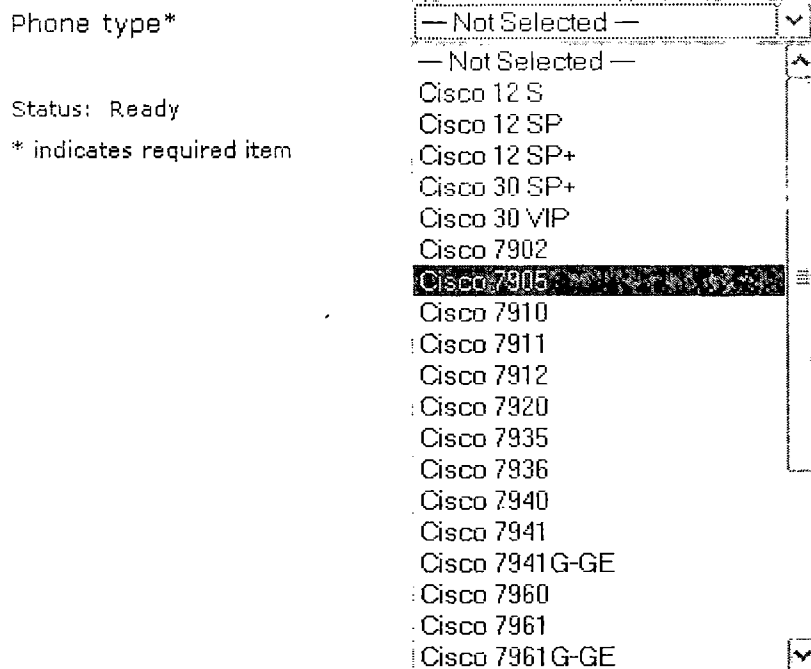 Phone type*
— Not Selected —
— Not Selected —
Status: Ready
* indicates required item
Cisco 12 S
Cisco 12 SP
Cisco 12 SP+
Cisco 30 SP+
Cisco 30 VIP
Cisco 7902
Cisco 7905
Cisco 7910
Cisco 7911
Cisco 7912
Cisco 7920
Cisco 7935
Cisco 7936
Cisco 7940
Cisco 7941
Cisco 7941G-GE
Cisco 7960
Cisco 7961
Cisco 7961G-GE